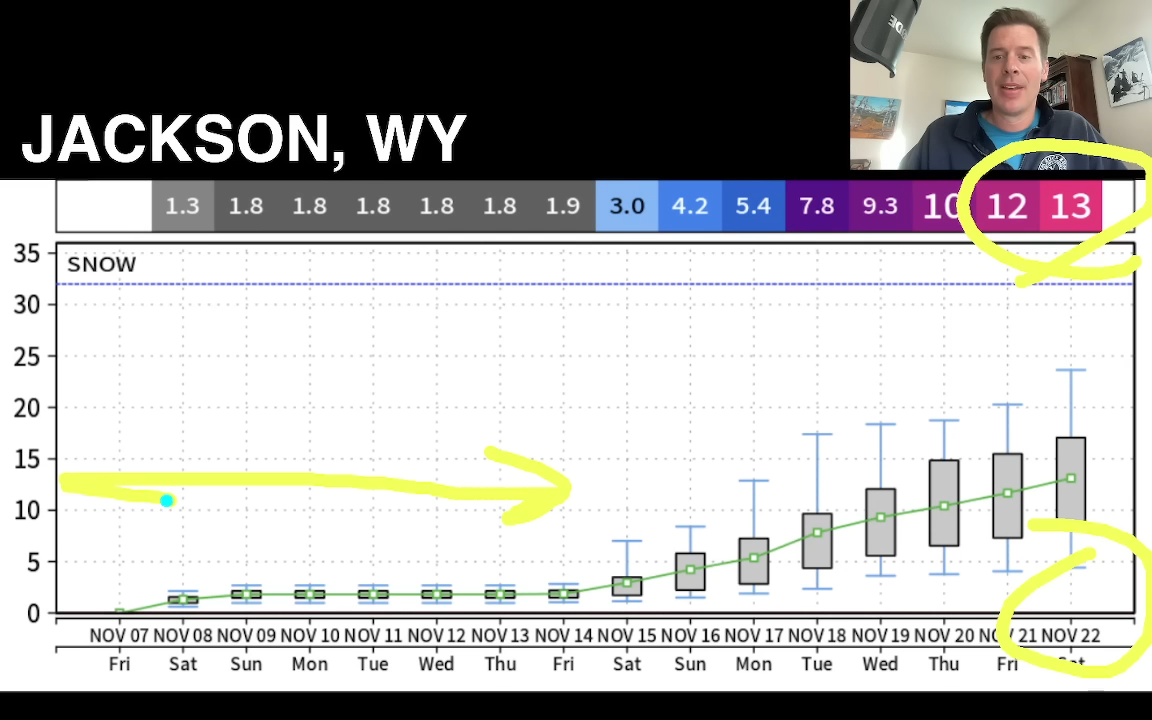 JACKSON, WY
1.3 1.8 1.8 1.8 1.8 1.8 1.9 3.0 4.2 5.4 7.8 9.3 10 12 13
SNOW
35
30
25
20
15
10
5
0
NOV 07 NOV 08 NOV 09 NOV 10 NOV 11 NOV 12 NOV 13 NOV 14 NOV 15 NOV 16 NOV 17 NOV 18 NOV 19 NOV 20 NOV 21 NOV 22
Fri Sat Sun Mon Tue Wed Thu Fri Sat Sun Mon Tue Wed Thu Fri Sat